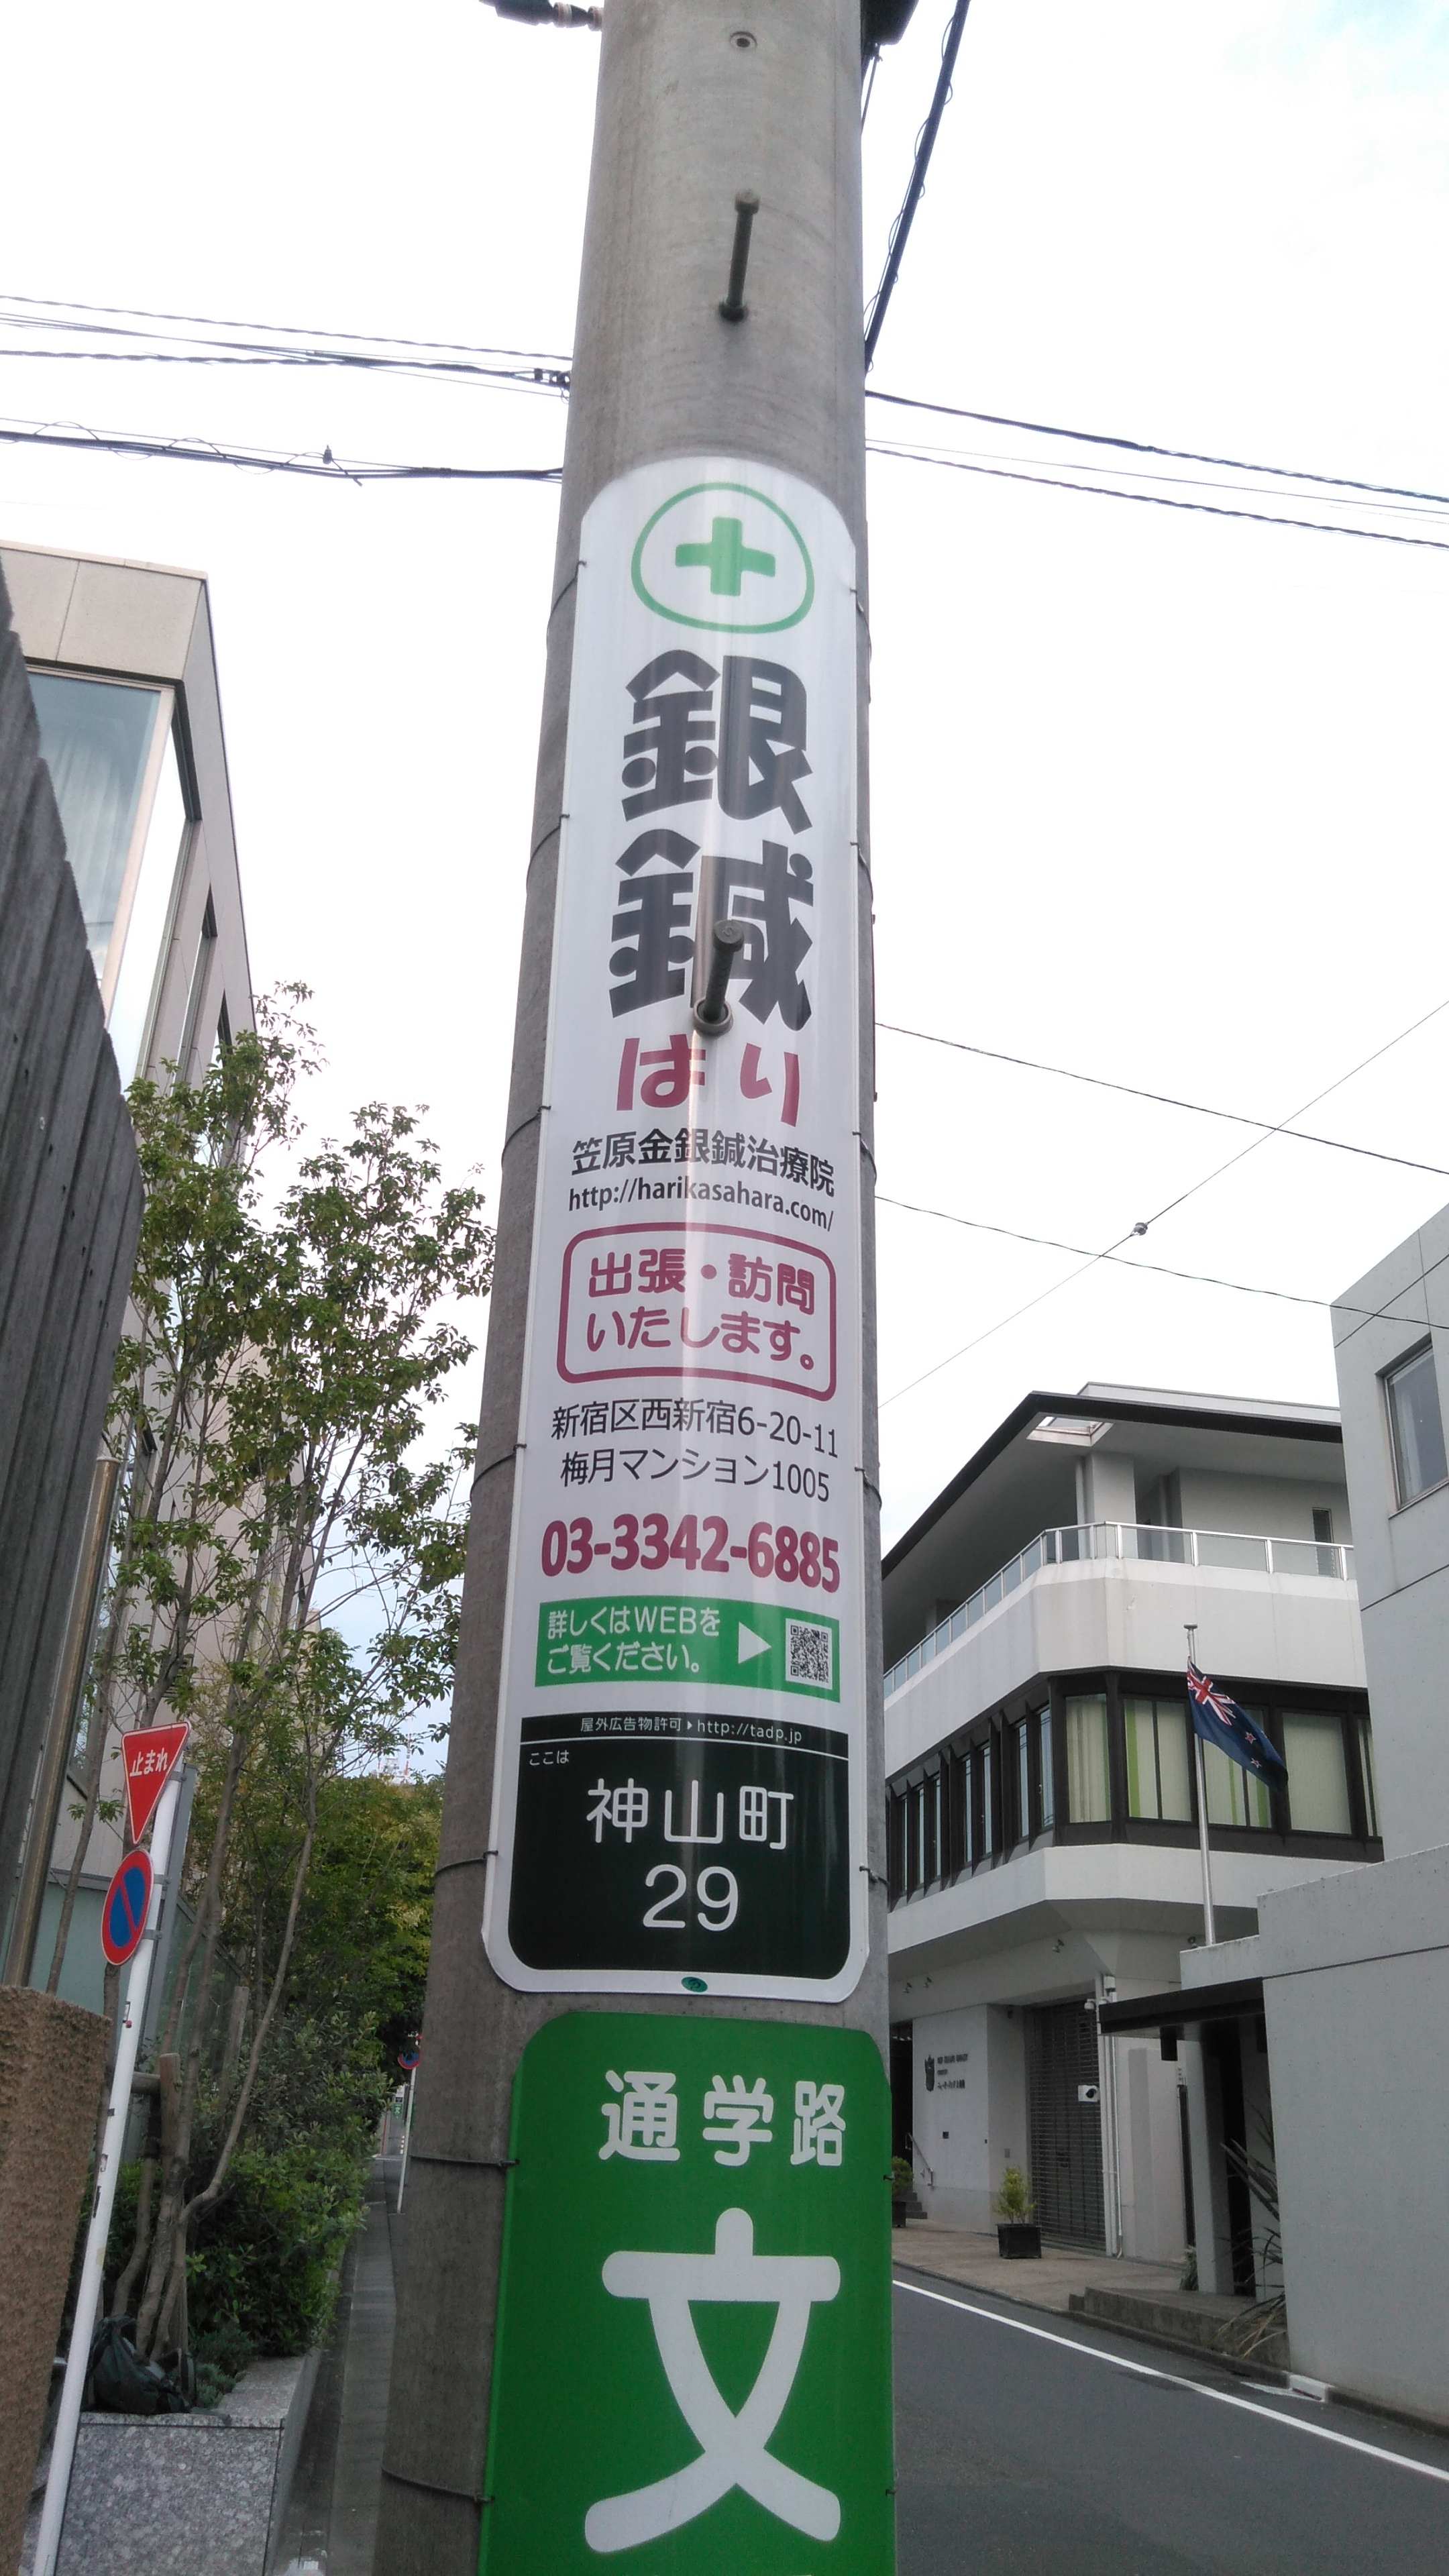 銀
鍼
はり
笠原金銀鍼治療院
http://harikasahara.com/
出張・訪問
いたします。
新宿区西新宿6-20-11
梅月マンション1005
03-3342-6885
詳しくはWEBを
ご覧ください。
屋外広告物許可▶http://tadp.jp
ここは
神山町
29
通学路
文
止まれ